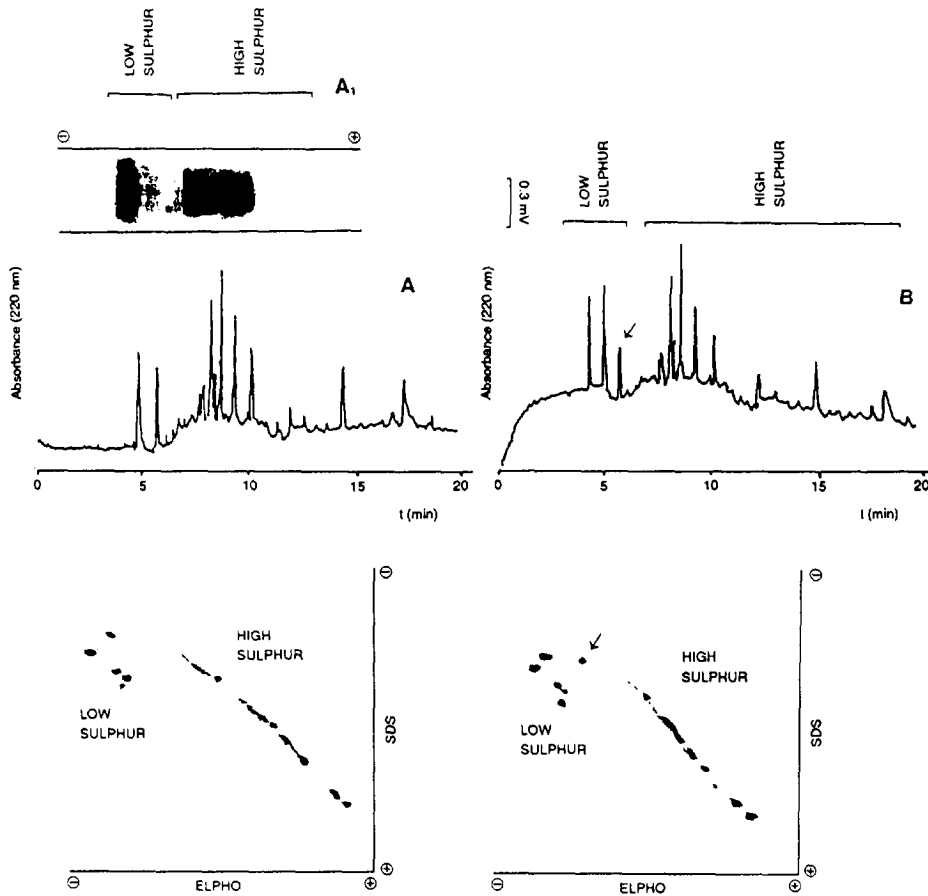 LOW
SULPHUR
HIGH
SULPHUR
A₁
⊖ ⊕
0.3 mV
LOW
SULPHUR
HIGH
SULPHUR
Absorbance (220 nm)
A
0 5 10 15 20
t (min)
Absorbance (220 nm)
B
0 5 10 15 20
t (min)
HIGH
SULPHUR
LOW
SULPHUR
⊖
SDS
⊕
⊖ ELPHO ⊕
HIGH
SULPHUR
LOW
SULPHUR
⊖
SDS
⊕
⊖ ELPHO ⊕